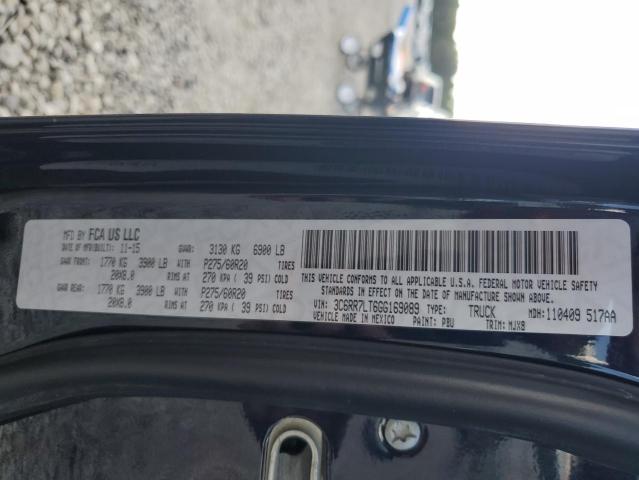 MFD BY FCA US LLC
DATE OF MFR(BUILT): 11-15 GVWR: 3130 KG 6900 LB
GAWR FRONT: 1770 KG 3900 LB WITH P275/60R20 TIRES
20X8.0 RIMS AT 270 KPA ( 39 PSI) COLD
GAWR REAR: 1770 KG 3900 LB WITH P275/60R20 TIRES
20X8.0 RIMS AT 270 KPA ( 39 PSI) COLD
THIS VEHICLE CONFORMS TO ALL APPLICABLE U.S.A. FEDERAL MOTOR VEHICLE SAFETY
STANDARDS IN EFFECT ON THE DATE OF MANUFACTURE SHOWN ABOVE.
VIN: 3C6RR7LT6GG169089 TYPE: TRUCK MDH: 110409 517AA
VEHICLE MADE IN MEXICO PAINT: PBU TRIM: MJX8